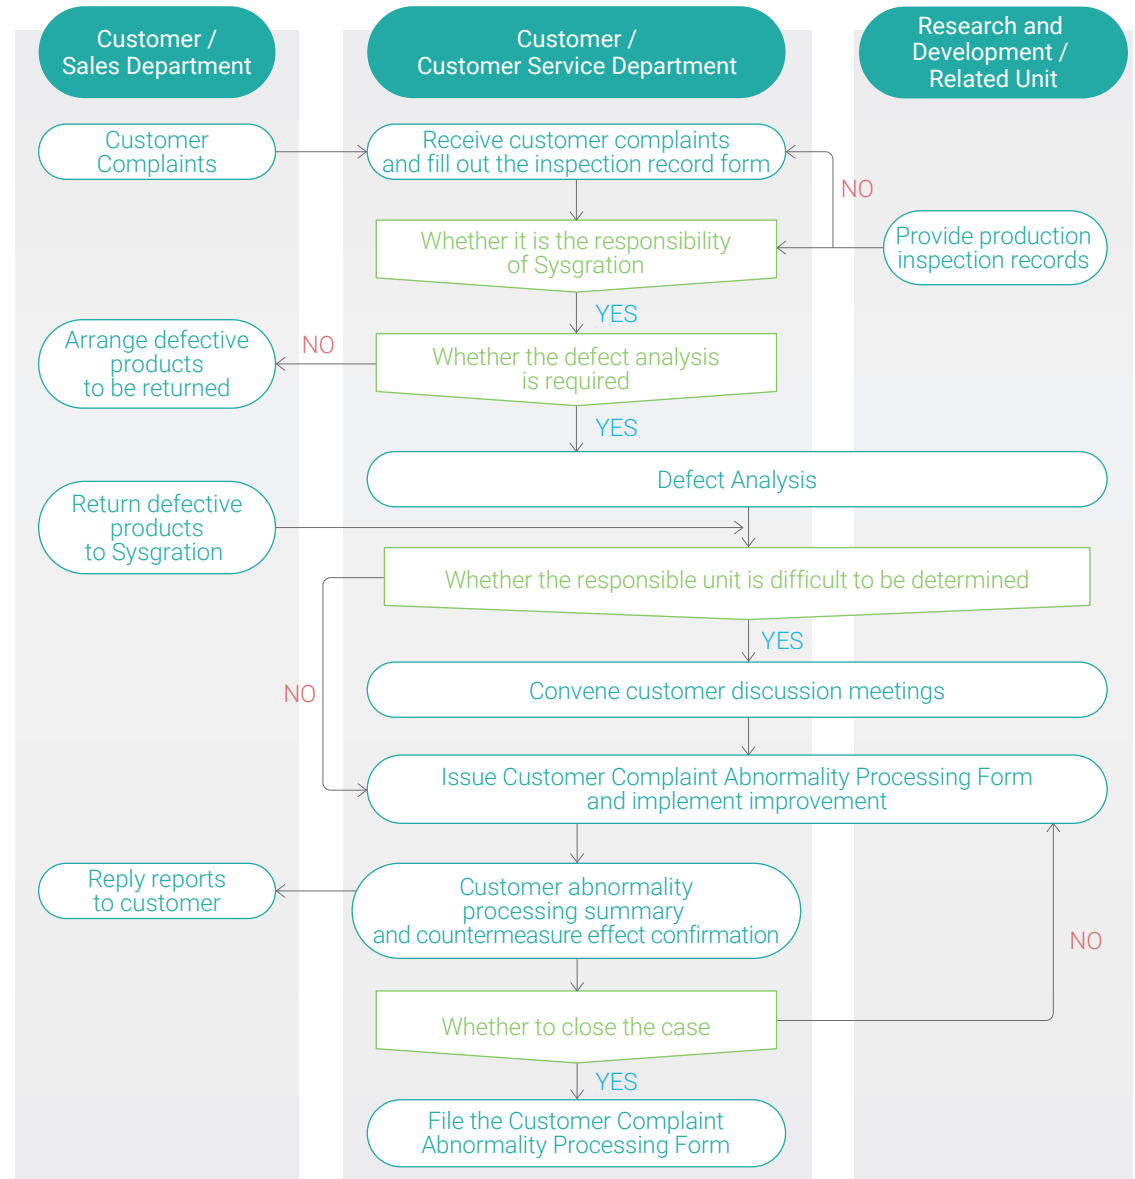 Customer /
Sales Department
Customer /
Customer Service Department
Research and
Development /
Related Unit
Customer
Complaints
Receive customer complaints
and fill out the inspection record form
NO
Whether it is the responsibility
of Sysgration
Provide production
inspection records
YES
Arrange defective
products
to be returned
NO
Whether the defect analysis
is required
YES
Defect Analysis
Return defective
products
to Sysgration
Whether the responsible unit is difficult to be determined
YES
NO
Convene customer discussion meetings
Issue Customer Complaint Abnormality Processing Form
and implement improvement
Reply reports
to customer
Customer abnormality
processing summary
and countermeasure effect confirmation
NO
Whether to close the case
YES
File the Customer Complaint
Abnormality Processing Form